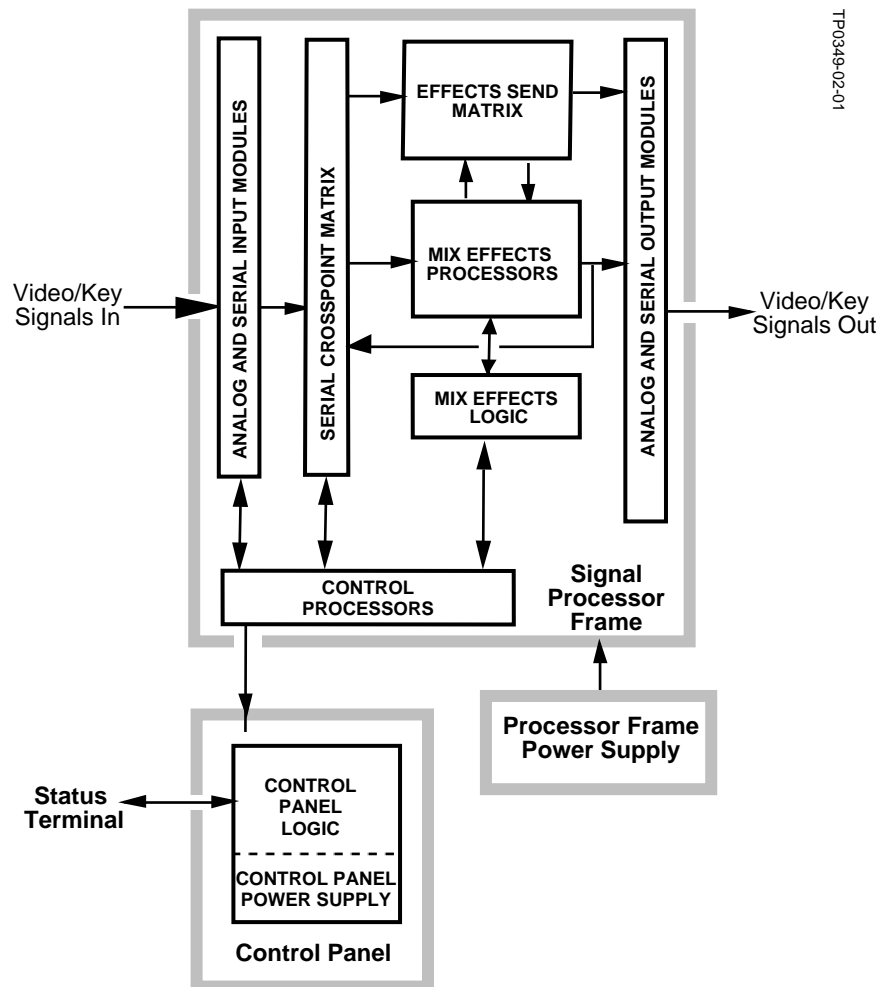 TP0349-02-01
EFFECTS SEND
MATRIX
ANALOG AND SERIAL INPUT MODULES
SERIAL CROSSPOINT MATRIX
ANALOG AND SERIAL OUTPUT MODULES
MIX EFFECTS
PROCESSORS
Video/Key
Signals In
Video/Key
Signals Out
MIX EFFECTS
LOGIC
CONTROL
PROCESSORS
Signal
Processor
Frame
Processor Frame
Power Supply
Status
Terminal
CONTROL
PANEL
LOGIC
CONTROL PANEL
POWER SUPPLY
Control Panel